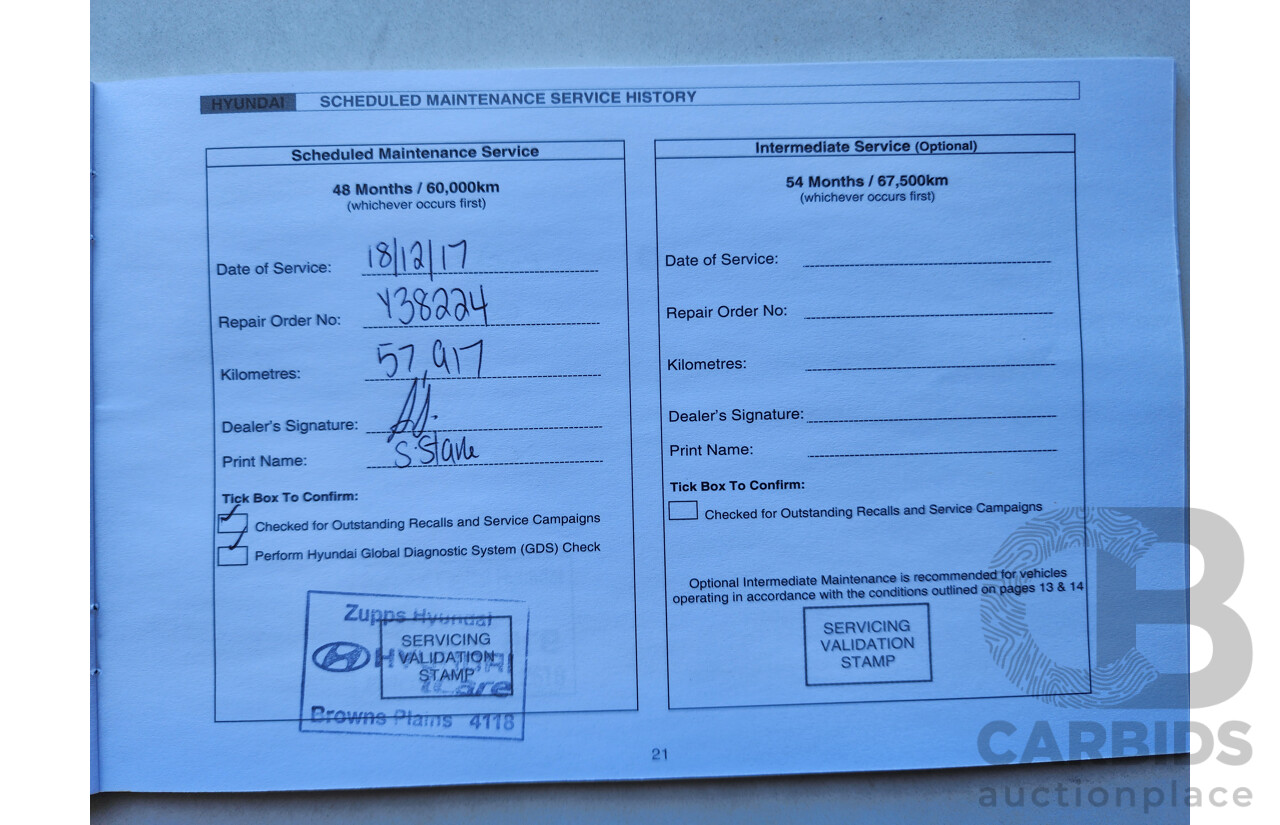 HYUNDAI SCHEDULED MAINTENANCE SERVICE HISTORY
Scheduled Maintenance Service
48 Months / 60,000km
(whichever occurs first)
Date of Service: 18/12/17
Repair Order No: Y38224
Kilometres: 57,917
Dealer's Signature:
Print Name: S.
Tick Box To Confirm:
Checked for Outstanding Recalls and Service Campaigns
Perform Hyundai Global Diagnostic System (GDS) Check
Zupps Hyundai
SERVICING
VALIDATION
STAMP
HYUNDAI
iCare
Browns Plains 4118
Intermediate Service (Optional)
54 Months / 67,500km
(whichever occurs first)
Date of Service:
Repair Order No:
Kilometres:
Dealer's Signature:
Print Name:
Tick Box To Confirm:
Checked for Outstanding Recalls and Service Campaigns
Optional Intermediate Maintenance is recommended for vehicles
operating in accordance with the conditions outlined on pages 13 & 14
SERVICING
VALIDATION
STAMP
21
CB
CARBIDS
auctionplace